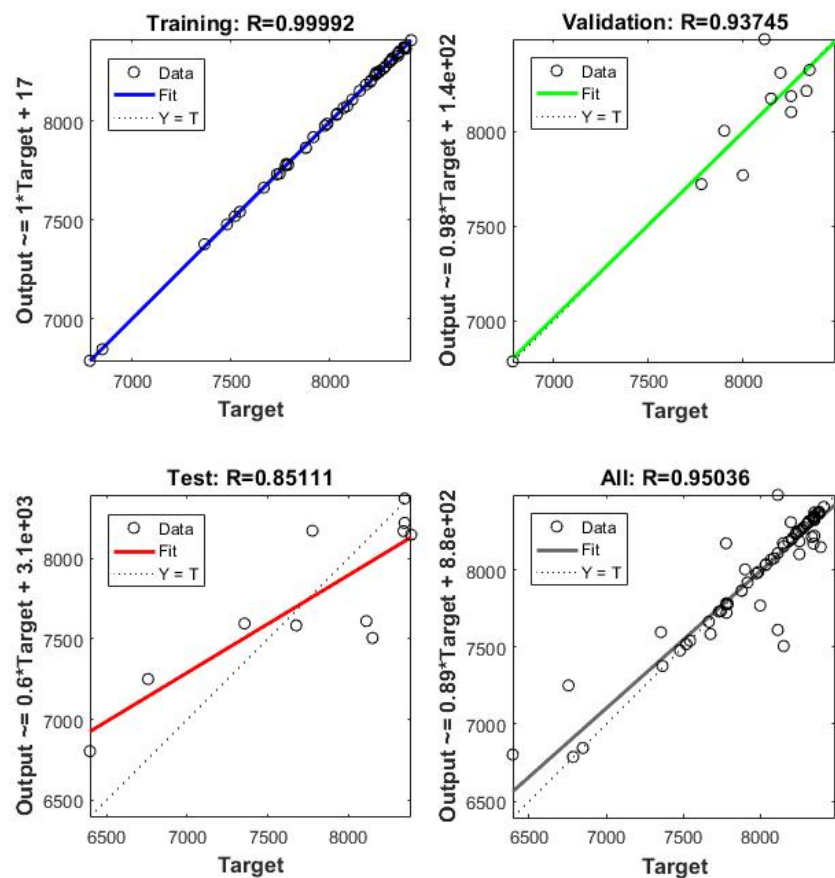 Training: R=0.99992
Output ~= 1*Target + 17
Data
Fit
Y = T
8000
7500
7000
7000 7500 8000
Target
Validation: R=0.93745
Output ~= 0.98*Target + 1.4e+02
Data
Fit
Y = T
8000
7500
7000
7000 7500 8000
Target
Test: R=0.85111
Output ~= 0.6*Target + 3.1e+03
Data
Fit
Y = T
8000
7500
7000
6500
6500 7000 7500 8000
Target
All: R=0.95036
Output ~= 0.89*Target + 8.8e+02
Data
Fit
Y = T
8000
7500
7000
6500
6500 7000 7500 8000
Target